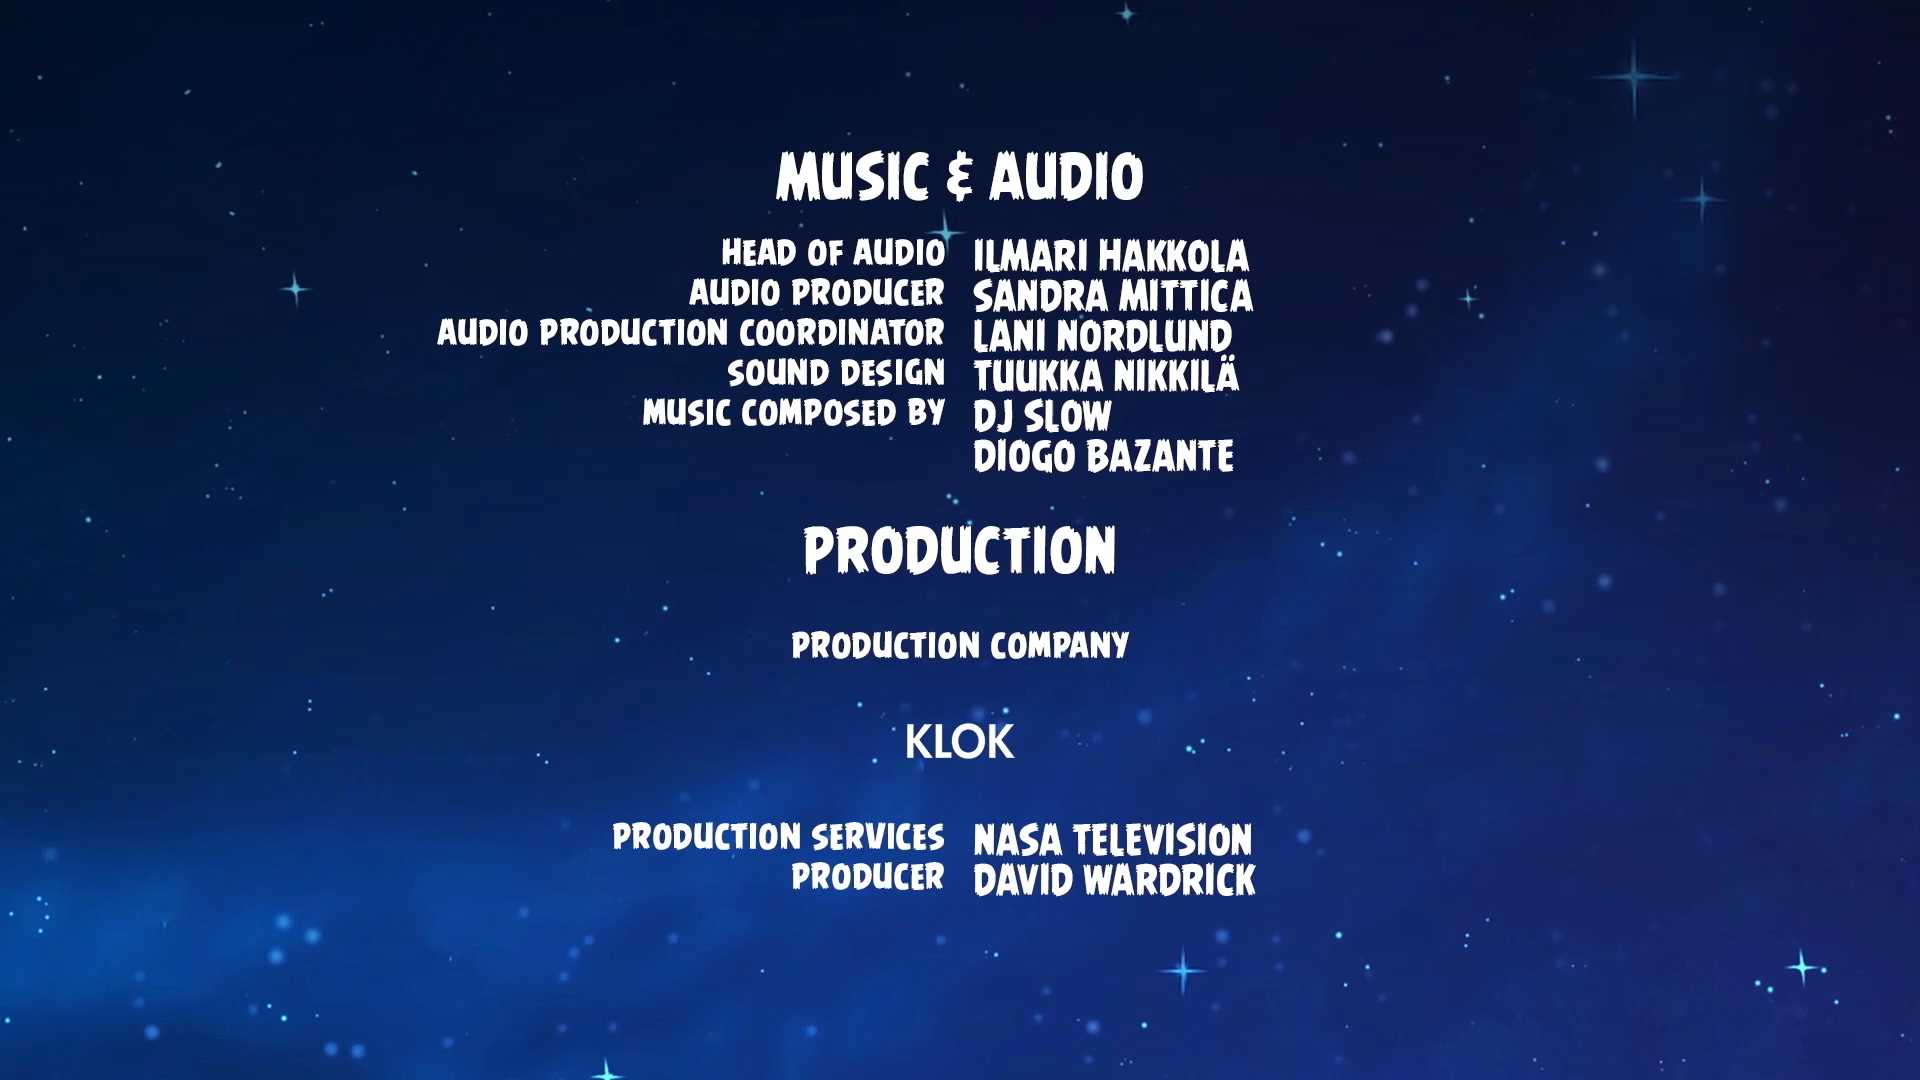 MUSIC & AUDIO
HEAD OF AUDIO ILMARI HAKKOLA
AUDIO PRODUCER SANDRA MITTICA
AUDIO PRODUCTION COORDINATOR LANI NORDLUND
SOUND DESIGN TUUKKA NIKKILÄ
MUSIC COMPOSED BY DJ SLOW
DIOGO BAZANTE
PRODUCTION
PRODUCTION COMPANY
KLOK
PRODUCTION SERVICES NASA TELEVISION
PRODUCER DAVID WARDRICK